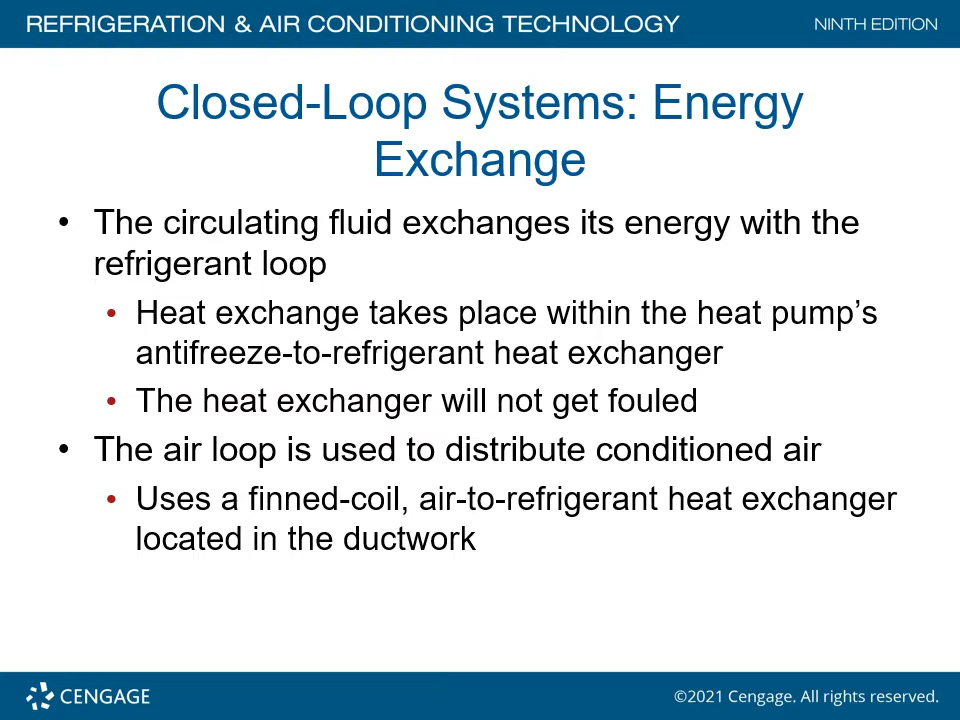 REFRIGERATION & AIR CONDITIONING TECHNOLOGY
NINTH EDITION
Closed-Loop Systems: Energy
Exchange
• The circulating fluid exchanges its energy with the
refrigerant loop
• Heat exchange takes place within the heat pump’s
antifreeze-to-refrigerant heat exchanger
• The heat exchanger will not get fouled
• The air loop is used to distribute conditioned air
• Uses a finned-coil, air-to-refrigerant heat exchanger
located in the ductwork
CENGAGE
©2021 Cengage. All rights reserved.